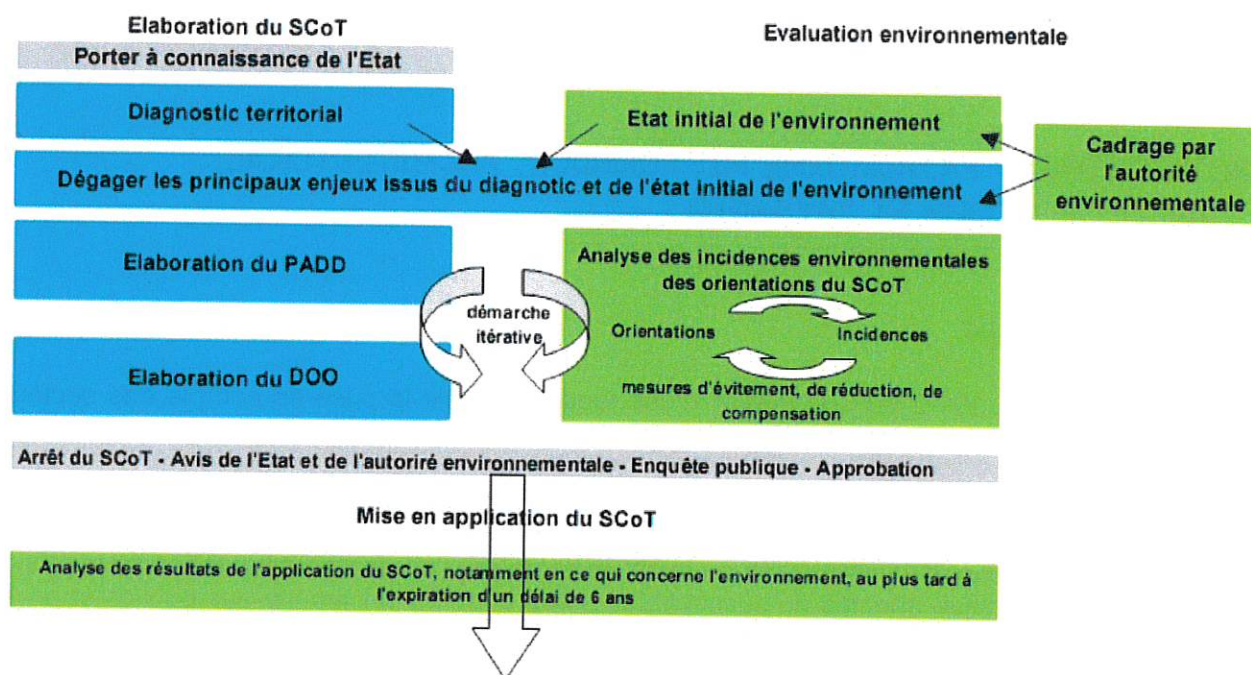 Elaboration du SCoT
Evaluation environnementale
Porter à connaissance de l'Etat
Diagnostic territorial
Etat initial de l'environnement
Cadrage par
l'autorité
environnementale
Dégager les principaux enjeux issus du diagnotic et de l'état initial de l'environnement
Elaboration du PADD
Analyse des incidences environnementales
des orientations du SCoT
démarche
itérative
Orientations
Incidences
Elaboration du DOO
mesures d'évitement, de réduction, de
compensation
Arrêt du SCoT - Avis de l'Etat et de l'autoriré environnementale - Enquête publique - Approbation
Mise en application du SCoT
Analyse des résultats de l'application du SCoT, notamment en ce qui concerne l'environnement, au plus tard à
l'expiration d'un délai de 6 ans